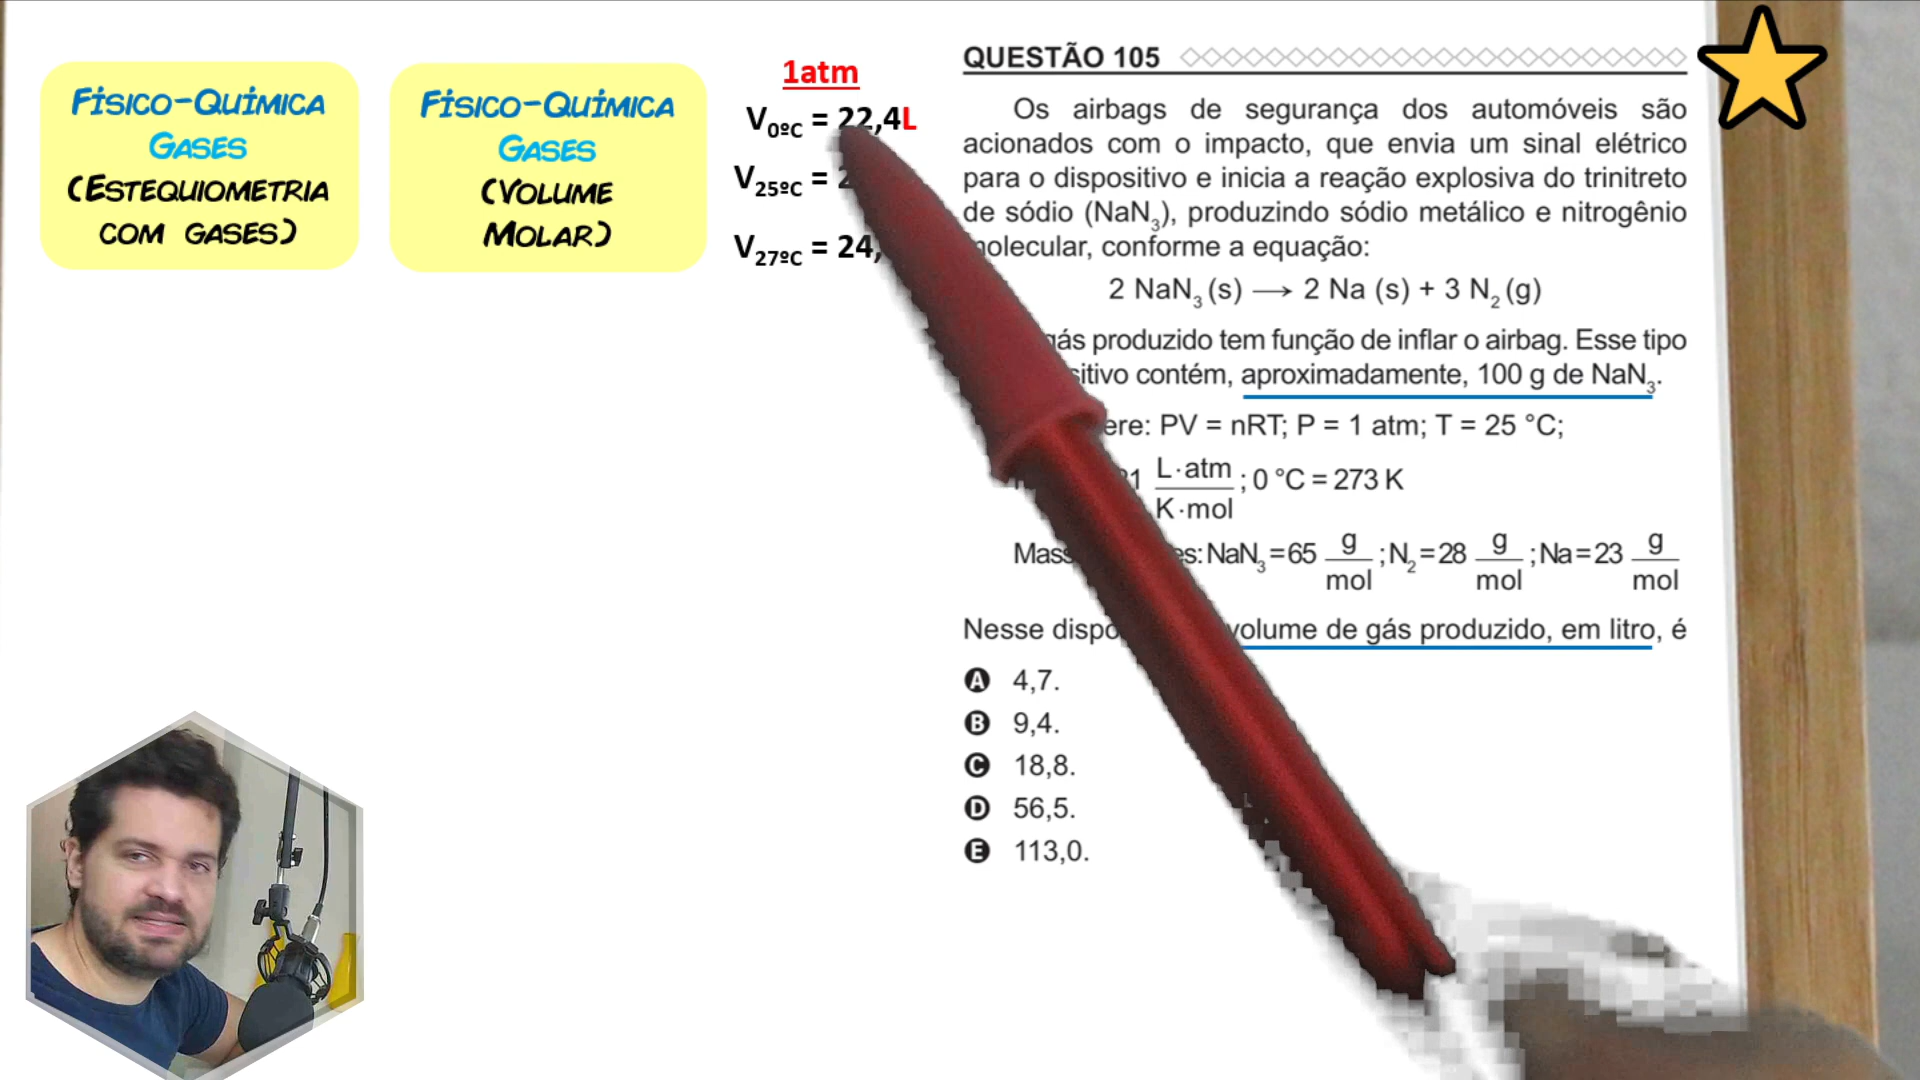 FÍSICO-QUÍMICA
GASES
(ESTEQUIOMETRIA
COM GASES)
FÍSICO-QUÍMICA
GASES
(VOLUME
MOLAR)
1atm
V0ºC = 22,4L
V25ºC =
V27ºC = 24,
QUESTÃO 105
Os airbags de segurança dos automóveis são
acionados com o impacto, que envia um sinal elétrico
para o dispositivo e inicia a reação explosiva do trinitreto
de sódio (NaN3), produzindo sódio metálico e nitrogênio
molecular, conforme a equação:
2 NaN3 (s) ⟶ 2 Na (s) + 3 N2 (g)
gás produzido tem função de inflar o airbag. Esse tipo
contém, aproximadamente, 100 g de NaN3.
PV = nRT; P = 1 atm; T = 25 °C;
L·atm
K·mol
; 0 °C = 273 K
NaN3 = 65 g/mol ; N2 = 28 g/mol ; Na = 23 g/mol
Nesse volume de gás produzido, em litro, é
A 4,7.
B 9,4.
C 18,8.
D 56,5.
E 113,0.